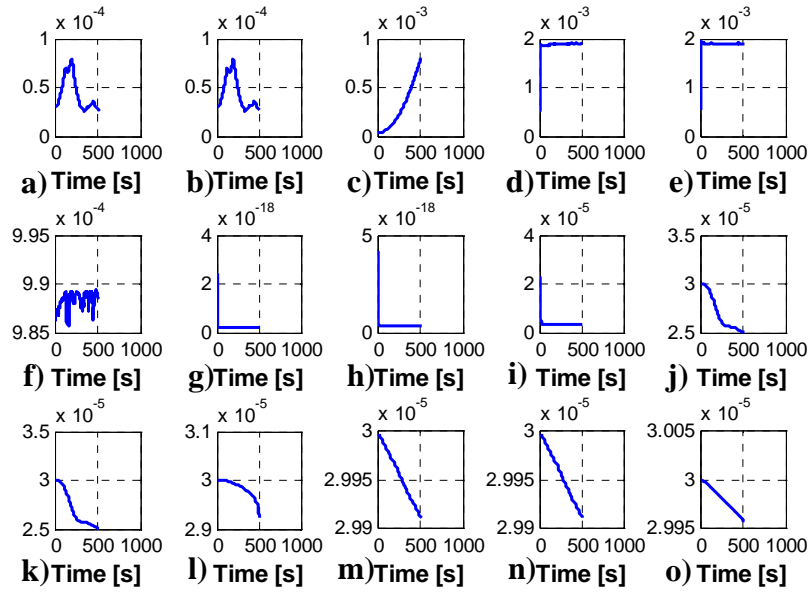 x 10-4 x 10-4 x 10-3 x 10-3 x 10-3
1 1 1 2 2
0.5 0.5 0.5 1 1
0 0 0 0 0
0 500 1000 0 500 1000 0 500 1000 0 500 1000 0 500 1000
a) Time [s] b) Time [s] c) Time [s] d) Time [s] e) Time [s]
x 10-4 x 10-18 x 10-18 x 10-5 x 10-5
9.95 4 5 4 3.5
9.9 2 2 3
9.85 0 0 0 2.5
0 500 1000 0 500 1000 0 500 1000 0 500 1000 0 500 1000
f) Time [s] g) Time [s] h) Time [s] i) Time [s] j) Time [s]
x 10-5 x 10-5 x 10-5 x 10-5 x 10-5
3.5 3.1 3 3 3.005
3 3 2.995 2.995 3
2.5 2.9 2.99 2.99 2.995
0 500 1000 0 500 1000 0 500 1000 0 500 1000 0 500 1000
k) Time [s] l) Time [s] m) Time [s] n) Time [s] o) Time [s]